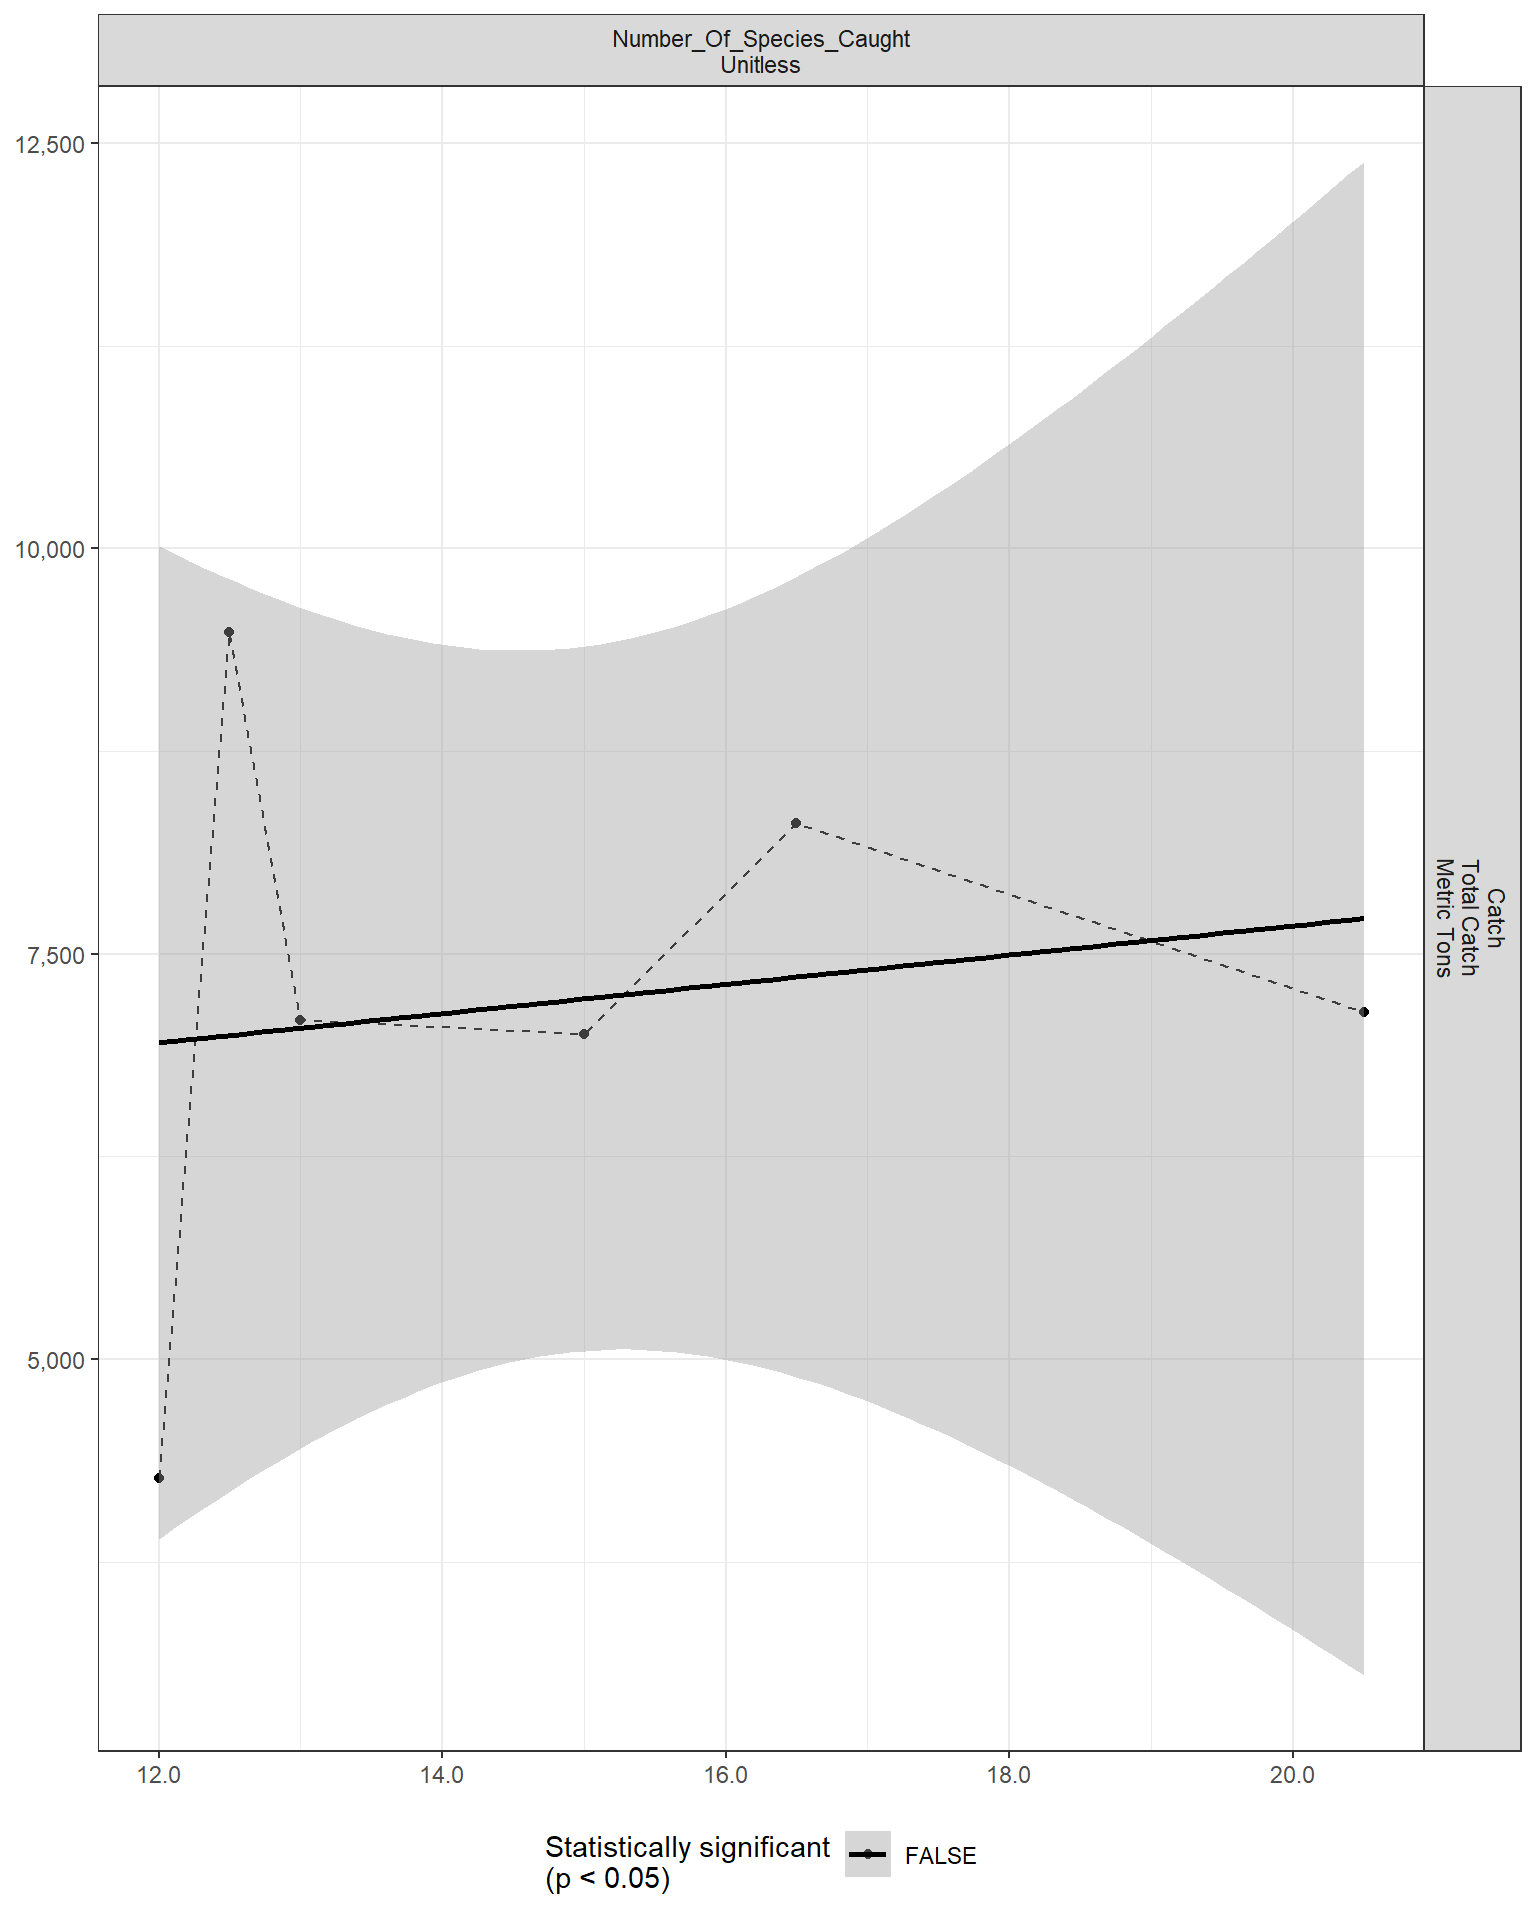 Number_Of_Species_Caught
Unitless
12,500
10,000
7,500
5,000
Catch
Total Catch
Metric Tons
12.0
14.0
16.0
18.0
20.0
Statistically significant
(p < 0.05)
FALSE